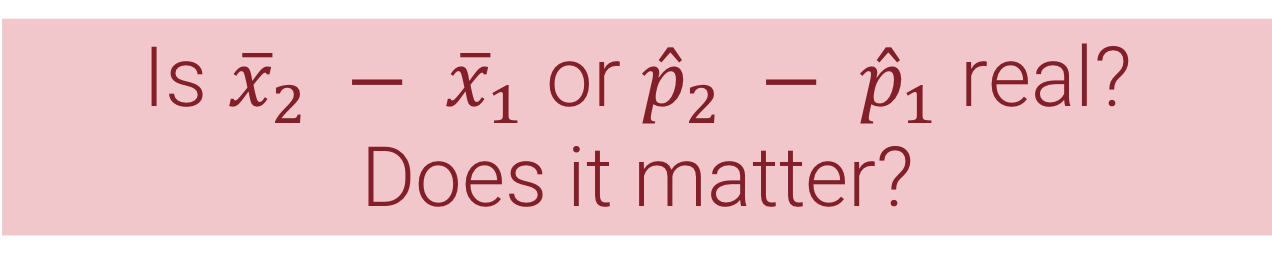 Is x̄₂ − x̄₁ or p̂₂ − p̂₁ real?
Does it matter?